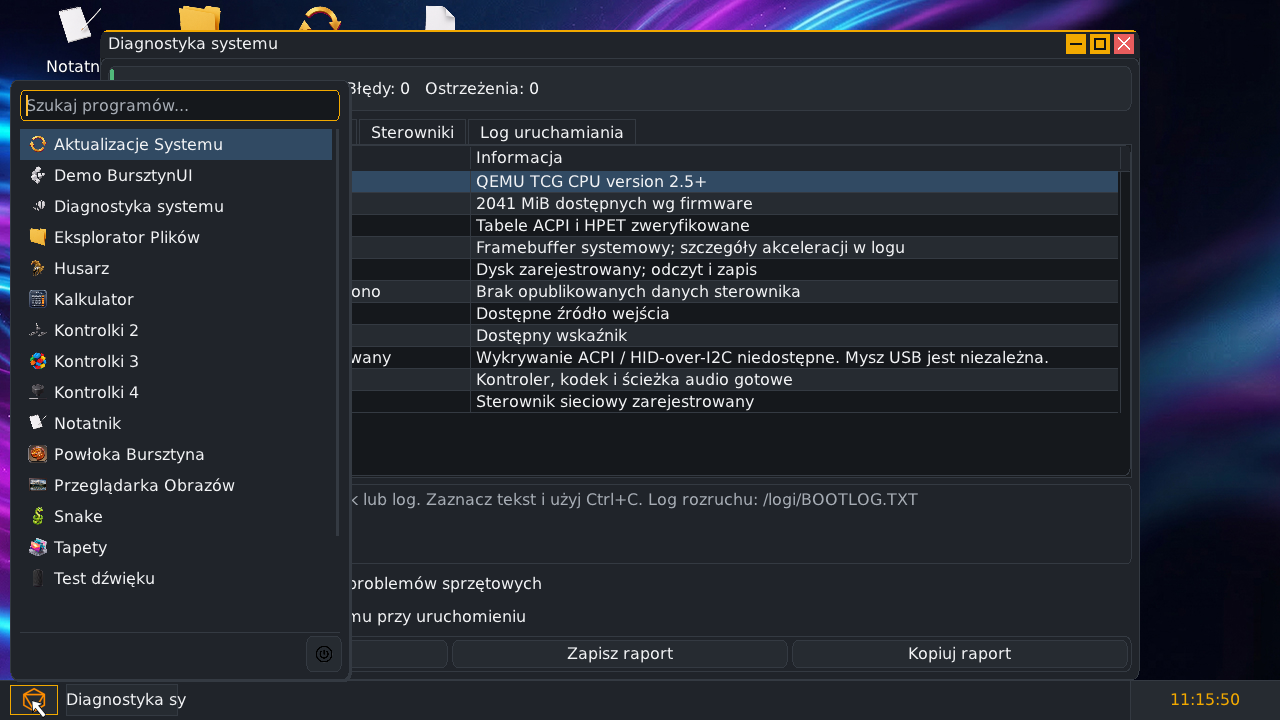 Notatn
Diagnostyka systemu
Błędy: 0 Ostrzeżenia: 0
Szukaj programów...
Sterowniki
Log uruchamiania
Aktualizacje Systemu
Demo BursztynUI
Diagnostyka systemu
Eksplorator Plików
Husarz
Kalkulator
Kontrolki 2
Kontrolki 3
Kontrolki 4
Notatnik
Powłoka Bursztyna
Przeglądarka Obrazów
Snake
Tapety
Test dźwięku
Informacja
QEMU TCG CPU version 2.5+
2041 MiB dostępnych wg firmware
Tabele ACPI i HPET zweryfikowane
Framebuffer systemowy; szczegóły akceleracji w logu
Dysk zarejestrowany; odczyt i zapis
ono Brak opublikowanych danych sterownika
Dostępne źródło wejścia
Dostępny wskaźnik
wany Wykrywanie ACPI / HID-over-I2C niedostępne. Mysz USB jest niezależna.
Kontroler, kodek i ścieżka audio gotowe
Sterownik sieciowy zarejestrowany
k lub log. Zaznacz tekst i użyj Ctrl+C. Log rozruchu: /logi/BOOTLOG.TXT
problemów sprzętowych
mu przy uruchomieniu
Zapisz raport
Kopiuj raport
Diagnostyka sy
11:15:50